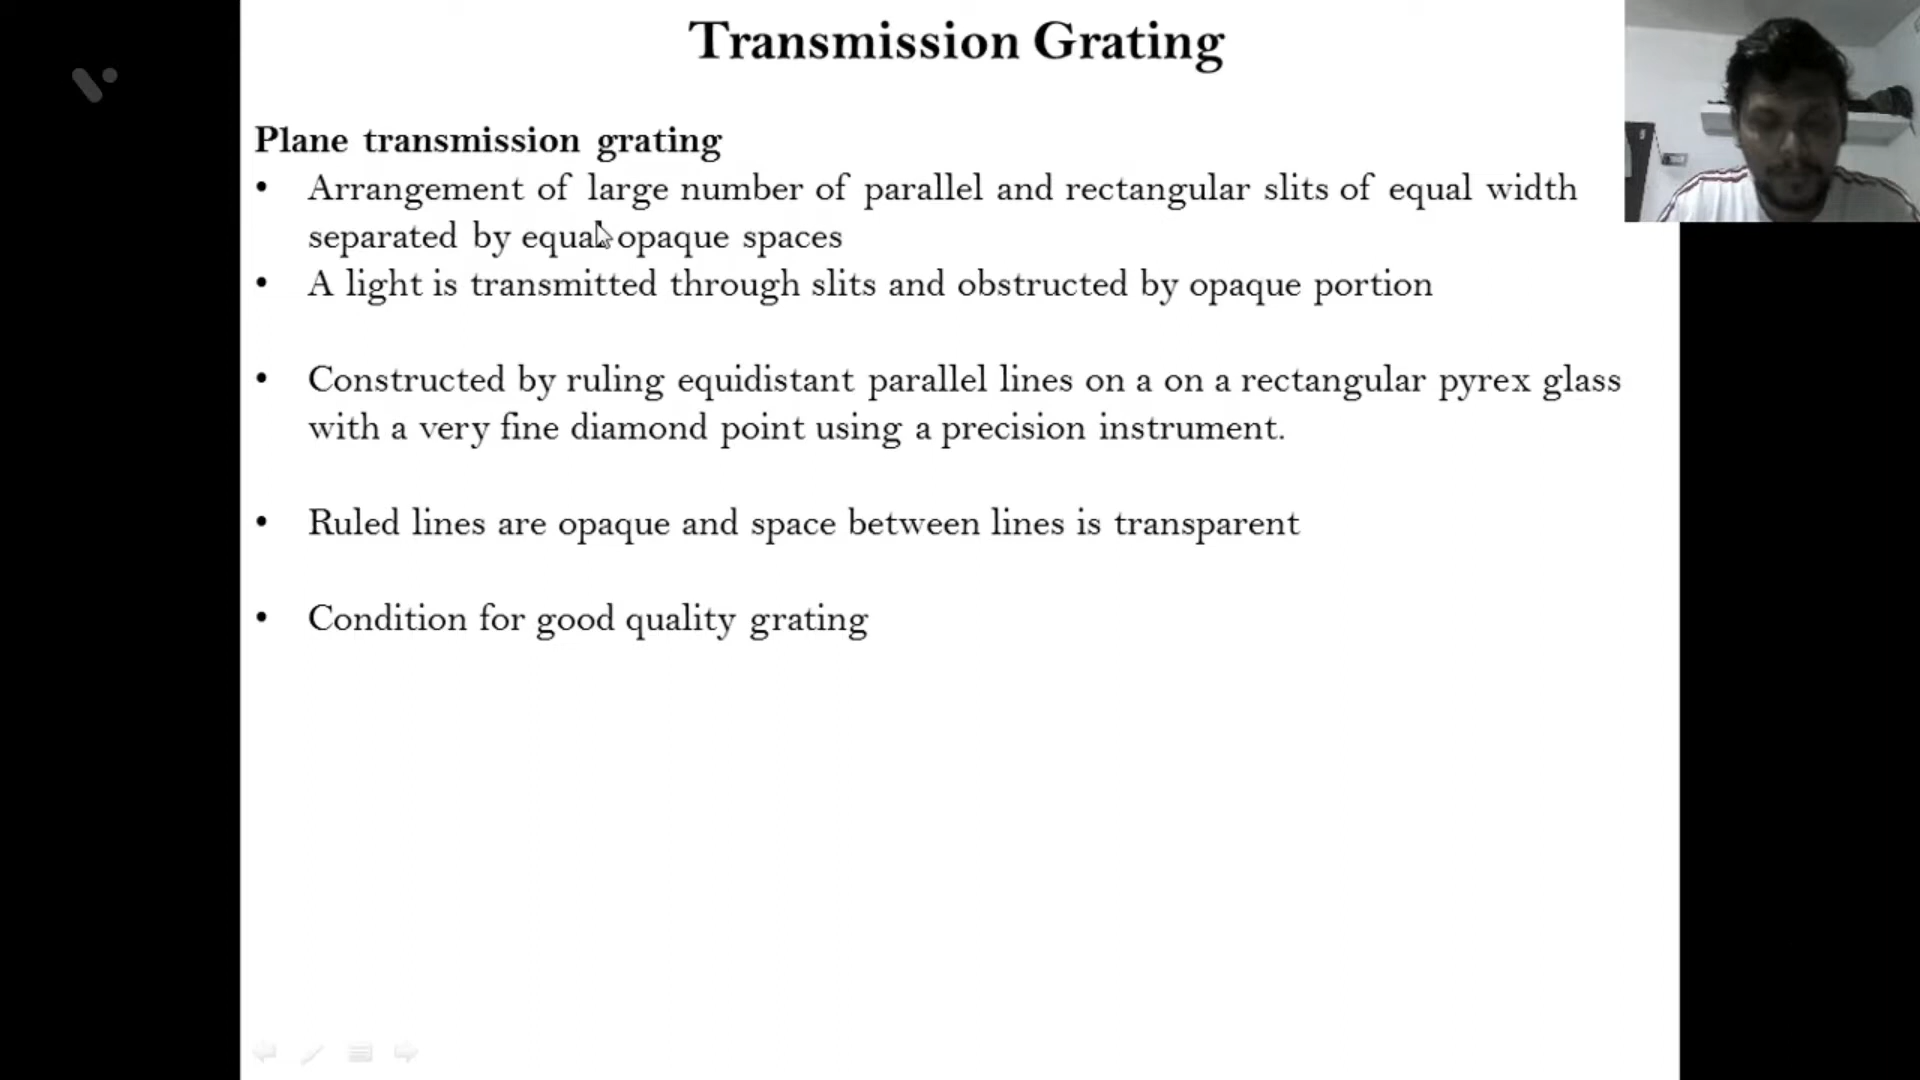 Transmission Grating
Plane transmission grating
• Arrangement of large number of parallel and rectangular slits of equal width
separated by equal opaque spaces
• A light is transmitted through slits and obstructed by opaque portion
• Constructed by ruling equidistant parallel lines on a on a rectangular pyrex glass
with a very fine diamond point using a precision instrument.
• Ruled lines are opaque and space between lines is transparent
• Condition for good quality grating